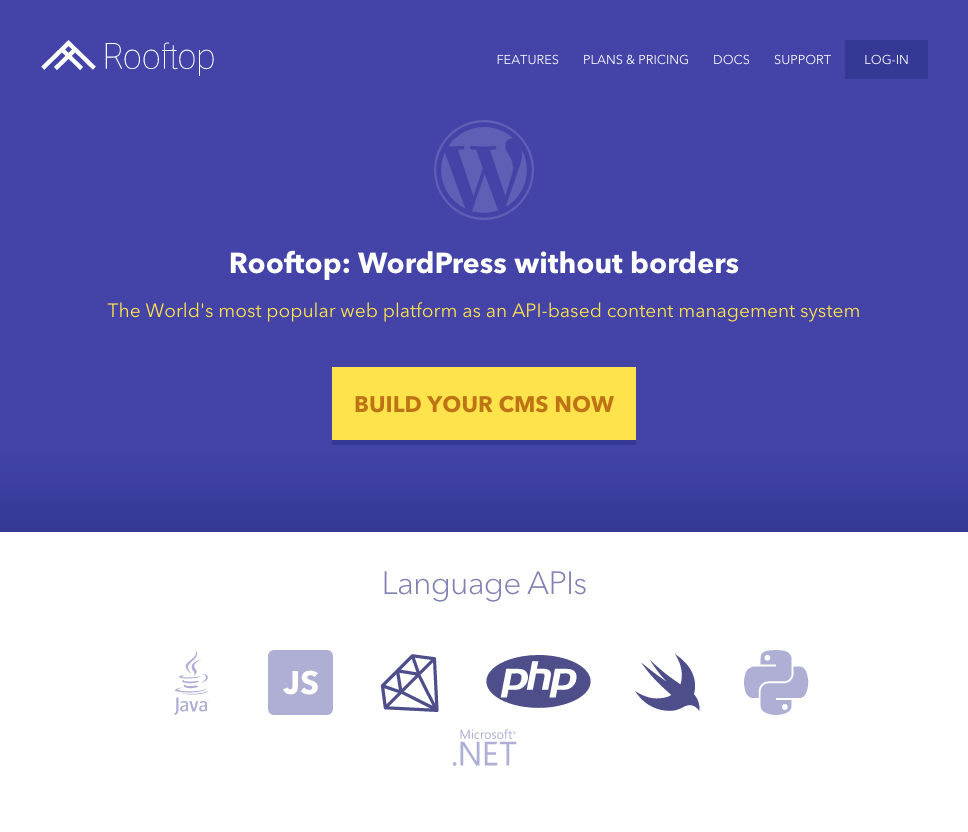 Rooftop
FEATURES PLANS & PRICING DOCS SUPPORT LOG-IN
W
Rooftop: WordPress without borders
The World's most popular web platform as an API-based content management system
BUILD YOUR CMS NOW
Language APIs
Java JS php
Microsoft®
.NET